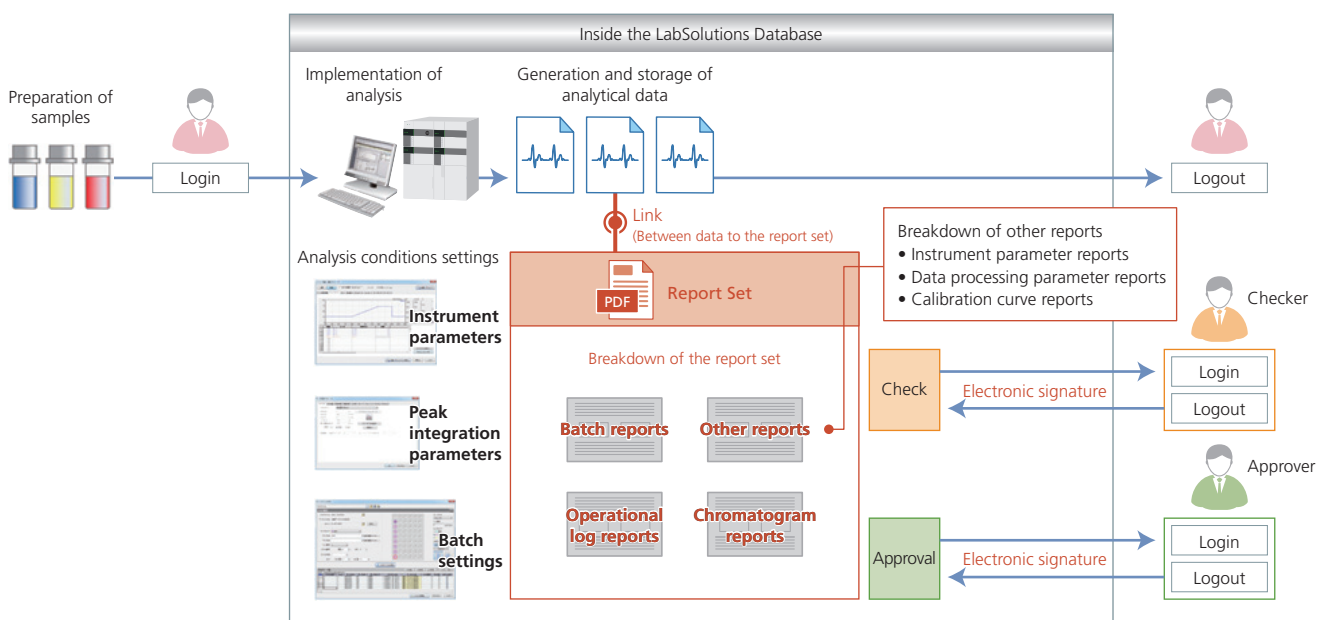 Inside the LabSolutions Database
Preparation of
samples
Login
Implementation of
analysis
Generation and storage of
analytical data
Logout
Link
(Between data to the report set)
Analysis conditions settings
Instrument
parameters
Peak
integration
parameters
Batch
settings
PDF
Report Set
Breakdown of the report set
Batch reports
Other reports
Operational
log reports
Chromatogram
reports
Breakdown of other reports
• Instrument parameter reports
• Data processing parameter reports
• Calibration curve reports
Checker
Check
Electronic signature
Login
Logout
Approver
Approval
Electronic signature
Login
Logout